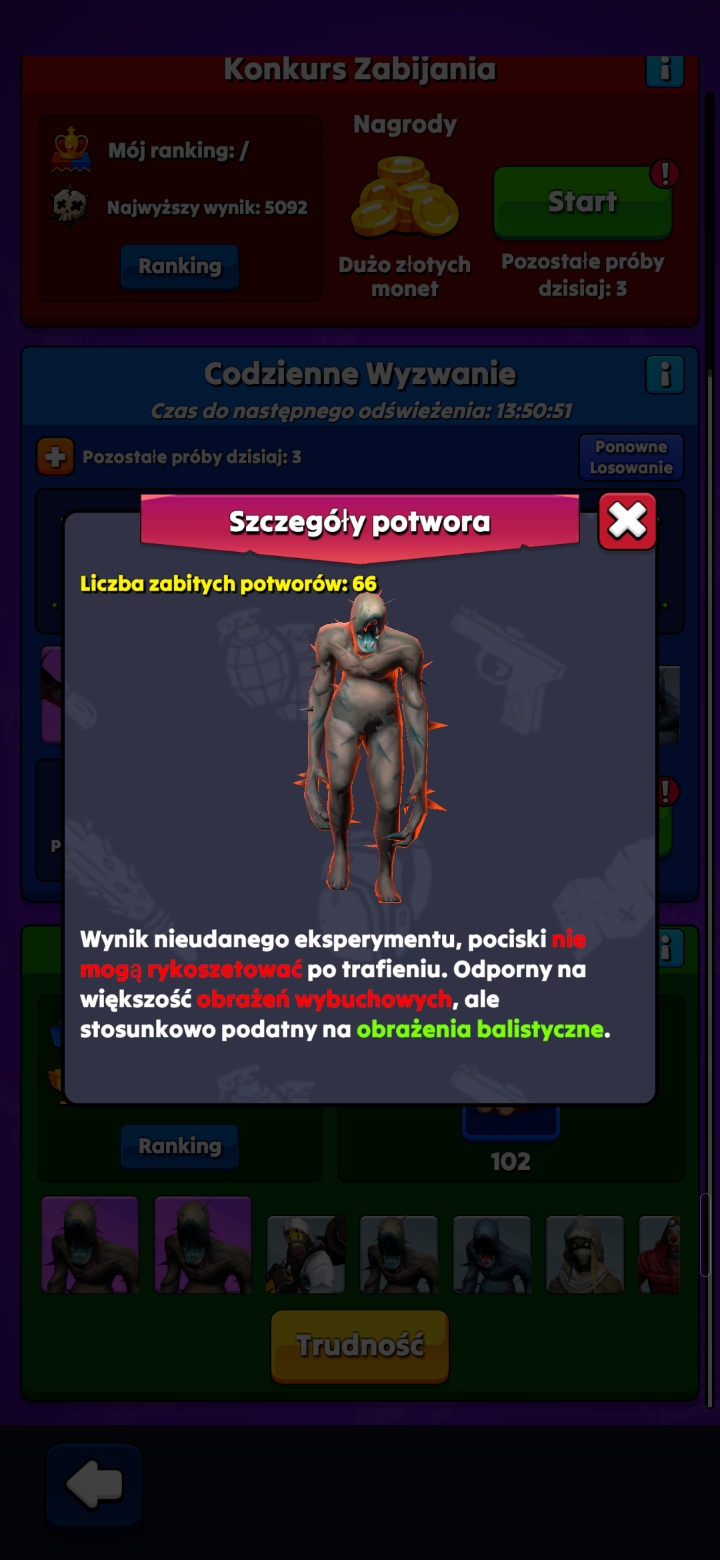 Konkurs Zabijania
Mój ranking: /
Najwyższy wynik: 5092
Ranking
Nagrody
Dużo złotych
monet
Start
Pozostałe próby
dzisiaj: 3
Codzienne Wyzwanie
Czas do następnego odświeżenia: 13:50:51
Pozostałe próby dzisiaj: 3
Ponowne
Losowanie
Szczegóły potwora
Liczba zabitych potworów: 66
Wynik nieudanego eksperymentu, pociski nie
mogą rykoszetować po trafieniu. Odporny na
większość obrażeń wybuchowych, ale
stosunkowo podatny na obrażenia balistyczne.
Ranking
102
Trudność